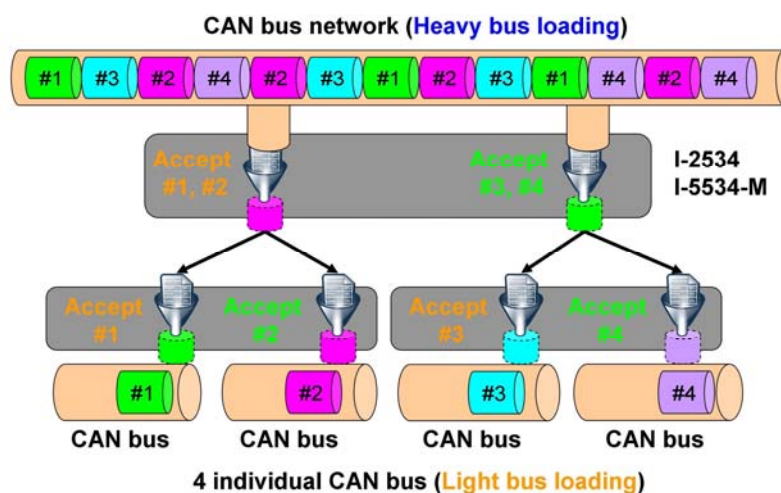 CAN bus network (Heavy bus loading)
#1 #3 #2 #4 #2 #3 #1 #2 #3 #1 #4 #2 #4
Accept
#1, #2
Accept
#3, #4
I-2534
I-5534-M
Accept
#1
Accept
#2
Accept
#3
Accept
#4
#1
#2
#3
#4
CAN bus
CAN bus
CAN bus
CAN bus
4 individual CAN bus (Light bus loading)